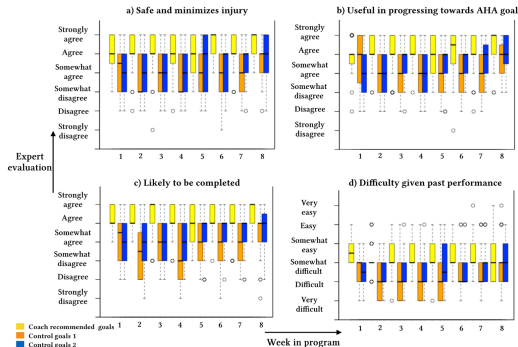 a) Safe and minimizes injury
Strongly
agree
Agree
Somewhat
agree
Somewhat
disagree
Disagree
Strongly
disagree
1 2 3 4 5 6 7 8
b) Useful in progressing towards AHA goal
Strongly
agree
Agree
Somewhat
agree
Somewhat
disagree
Disagree
Strongly
disagree
1 2 3 4 5 6 7 8
Expert
evaluation
c) Likely to be completed
Strongly
agree
Agree
Somewhat
agree
Somewhat
disagree
Disagree
Strongly
disagree
1 2 3 4 5 6 7 8
d) Difficulty given past performance
Very
easy
Easy
Somewhat
easy
Somewhat
difficult
Difficult
Very
difficult
1 2 3 4 5 6 7 8
Coach recommended goals
Control goals 1
Control goals 2
Week in program